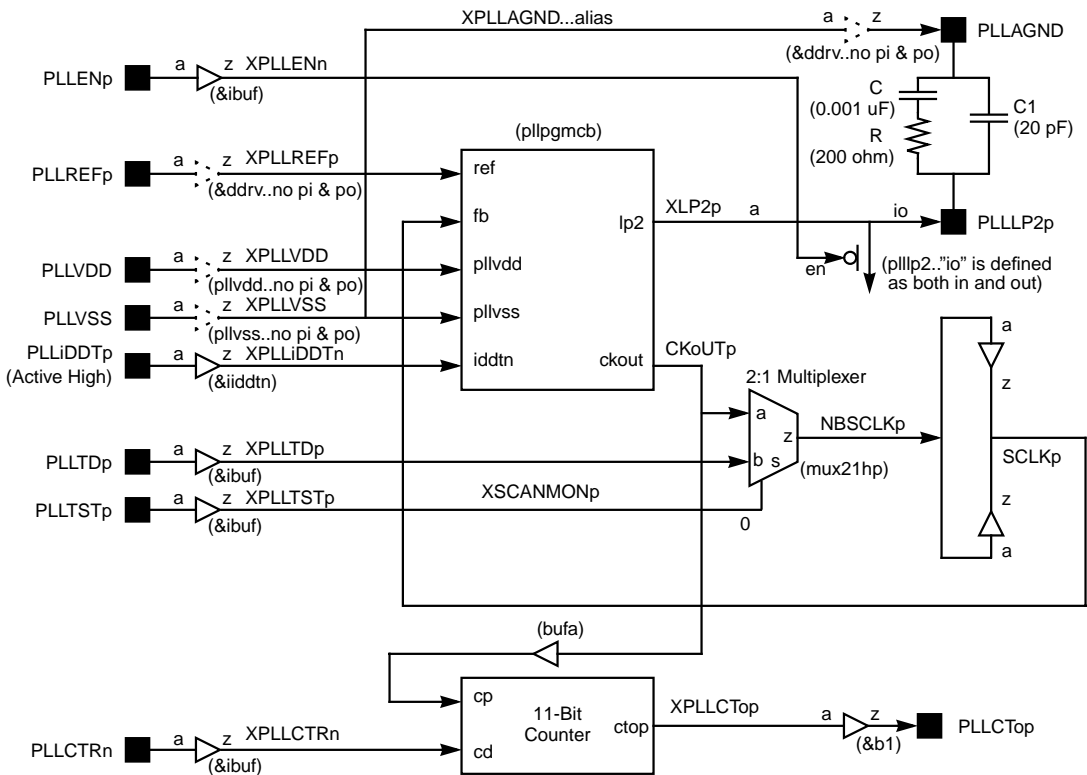 XPLLAGND...alias
a
z
PLLAGND
(&ddrv..no pi & po)
PLLENp
a
z
XPLLENn
(&ibuf)
C
(0.001 uF)
R
(200 ohm)
C1
(20 pF)
(pllpgmcb)
PLLREFp
a
z
XPLLREFp
(&ddrv..no pi & po)
ref
fb
lp2
XLP2p
a
io
PLLLP2p
PLLVDD
a
z
XPLLVDD
(pllvdd..no pi & po)
pllvdd
en
(plllp2.."io" is defined
as both in and out)
PLLVSS
a
z
XPLLVSS
(pllvss..no pi & po)
pllvss
PLLiDDTp
(Active High)
a
z
XPLLiDDTn
(&iiddtn)
iddtn
ckout
CKoUTp
2:1 Multiplexer
a
z
b
s
(mux21hp)
NBSCLKp
a
z
SCLKp
z
a
PLLTDp
a
z
XPLLTDp
(&ibuf)
PLLTSTp
a
z
XPLLTSTp
(&ibuf)
XSCANMONp
0
(bufa)
cp
11-Bit
Counter
ctop
XPLLCTop
a
z
(&b1)
PLLCTop
PLLCTRn
a
z
XPLLCTRn
(&ibuf)
cd